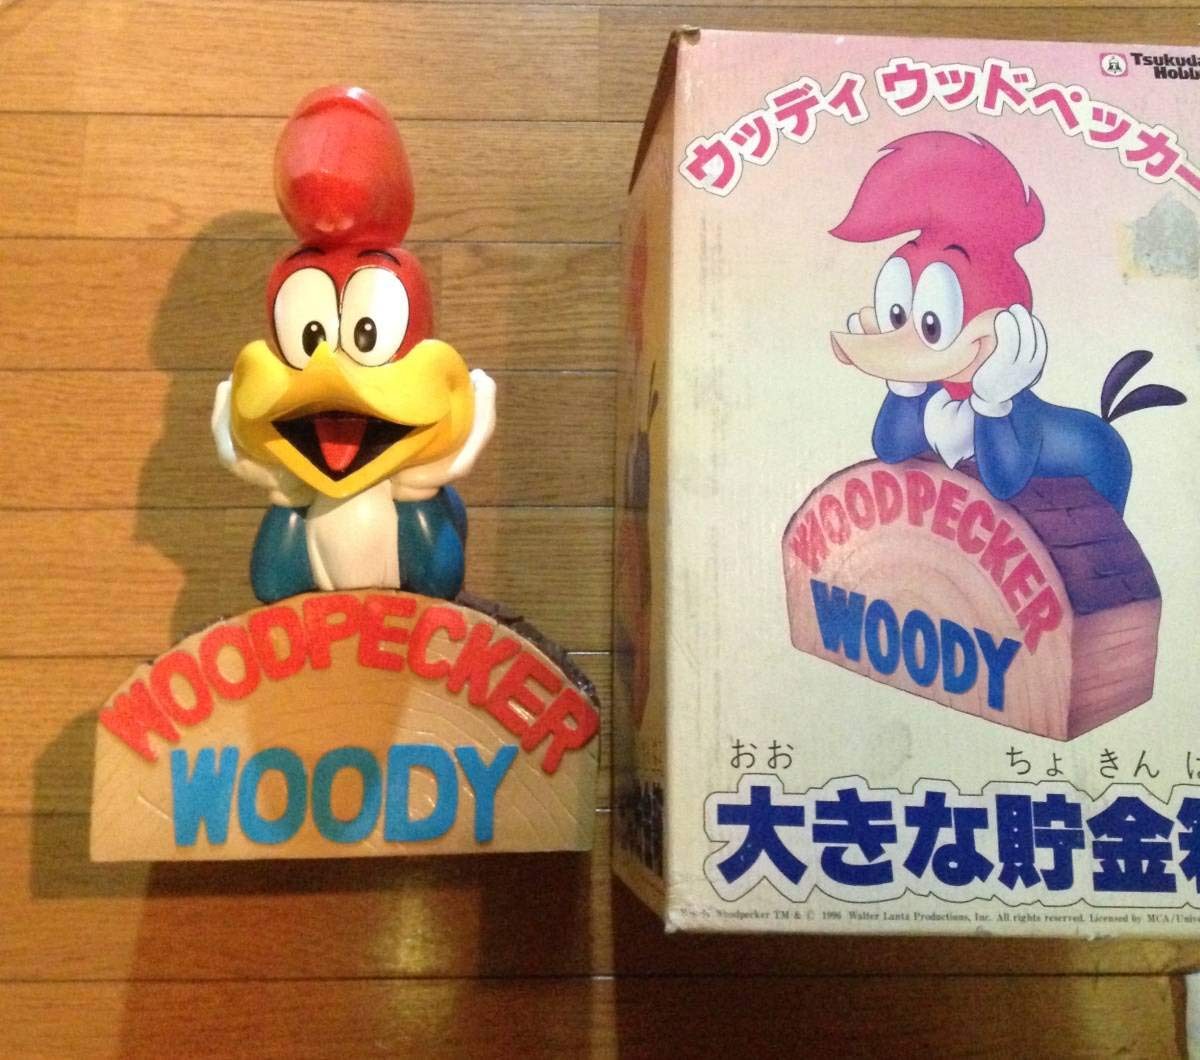 WOODPECKER
WOODY
Tsukuda
Hobb
ウッディ ウッドペッカー
WOODPECKER
WOODY
おお ちょ きん
大きな貯金箱
Woodpecker TM & © 1996 Walter Lantz Productions, Inc. All rights reserved. Licensed by MCA/Univer